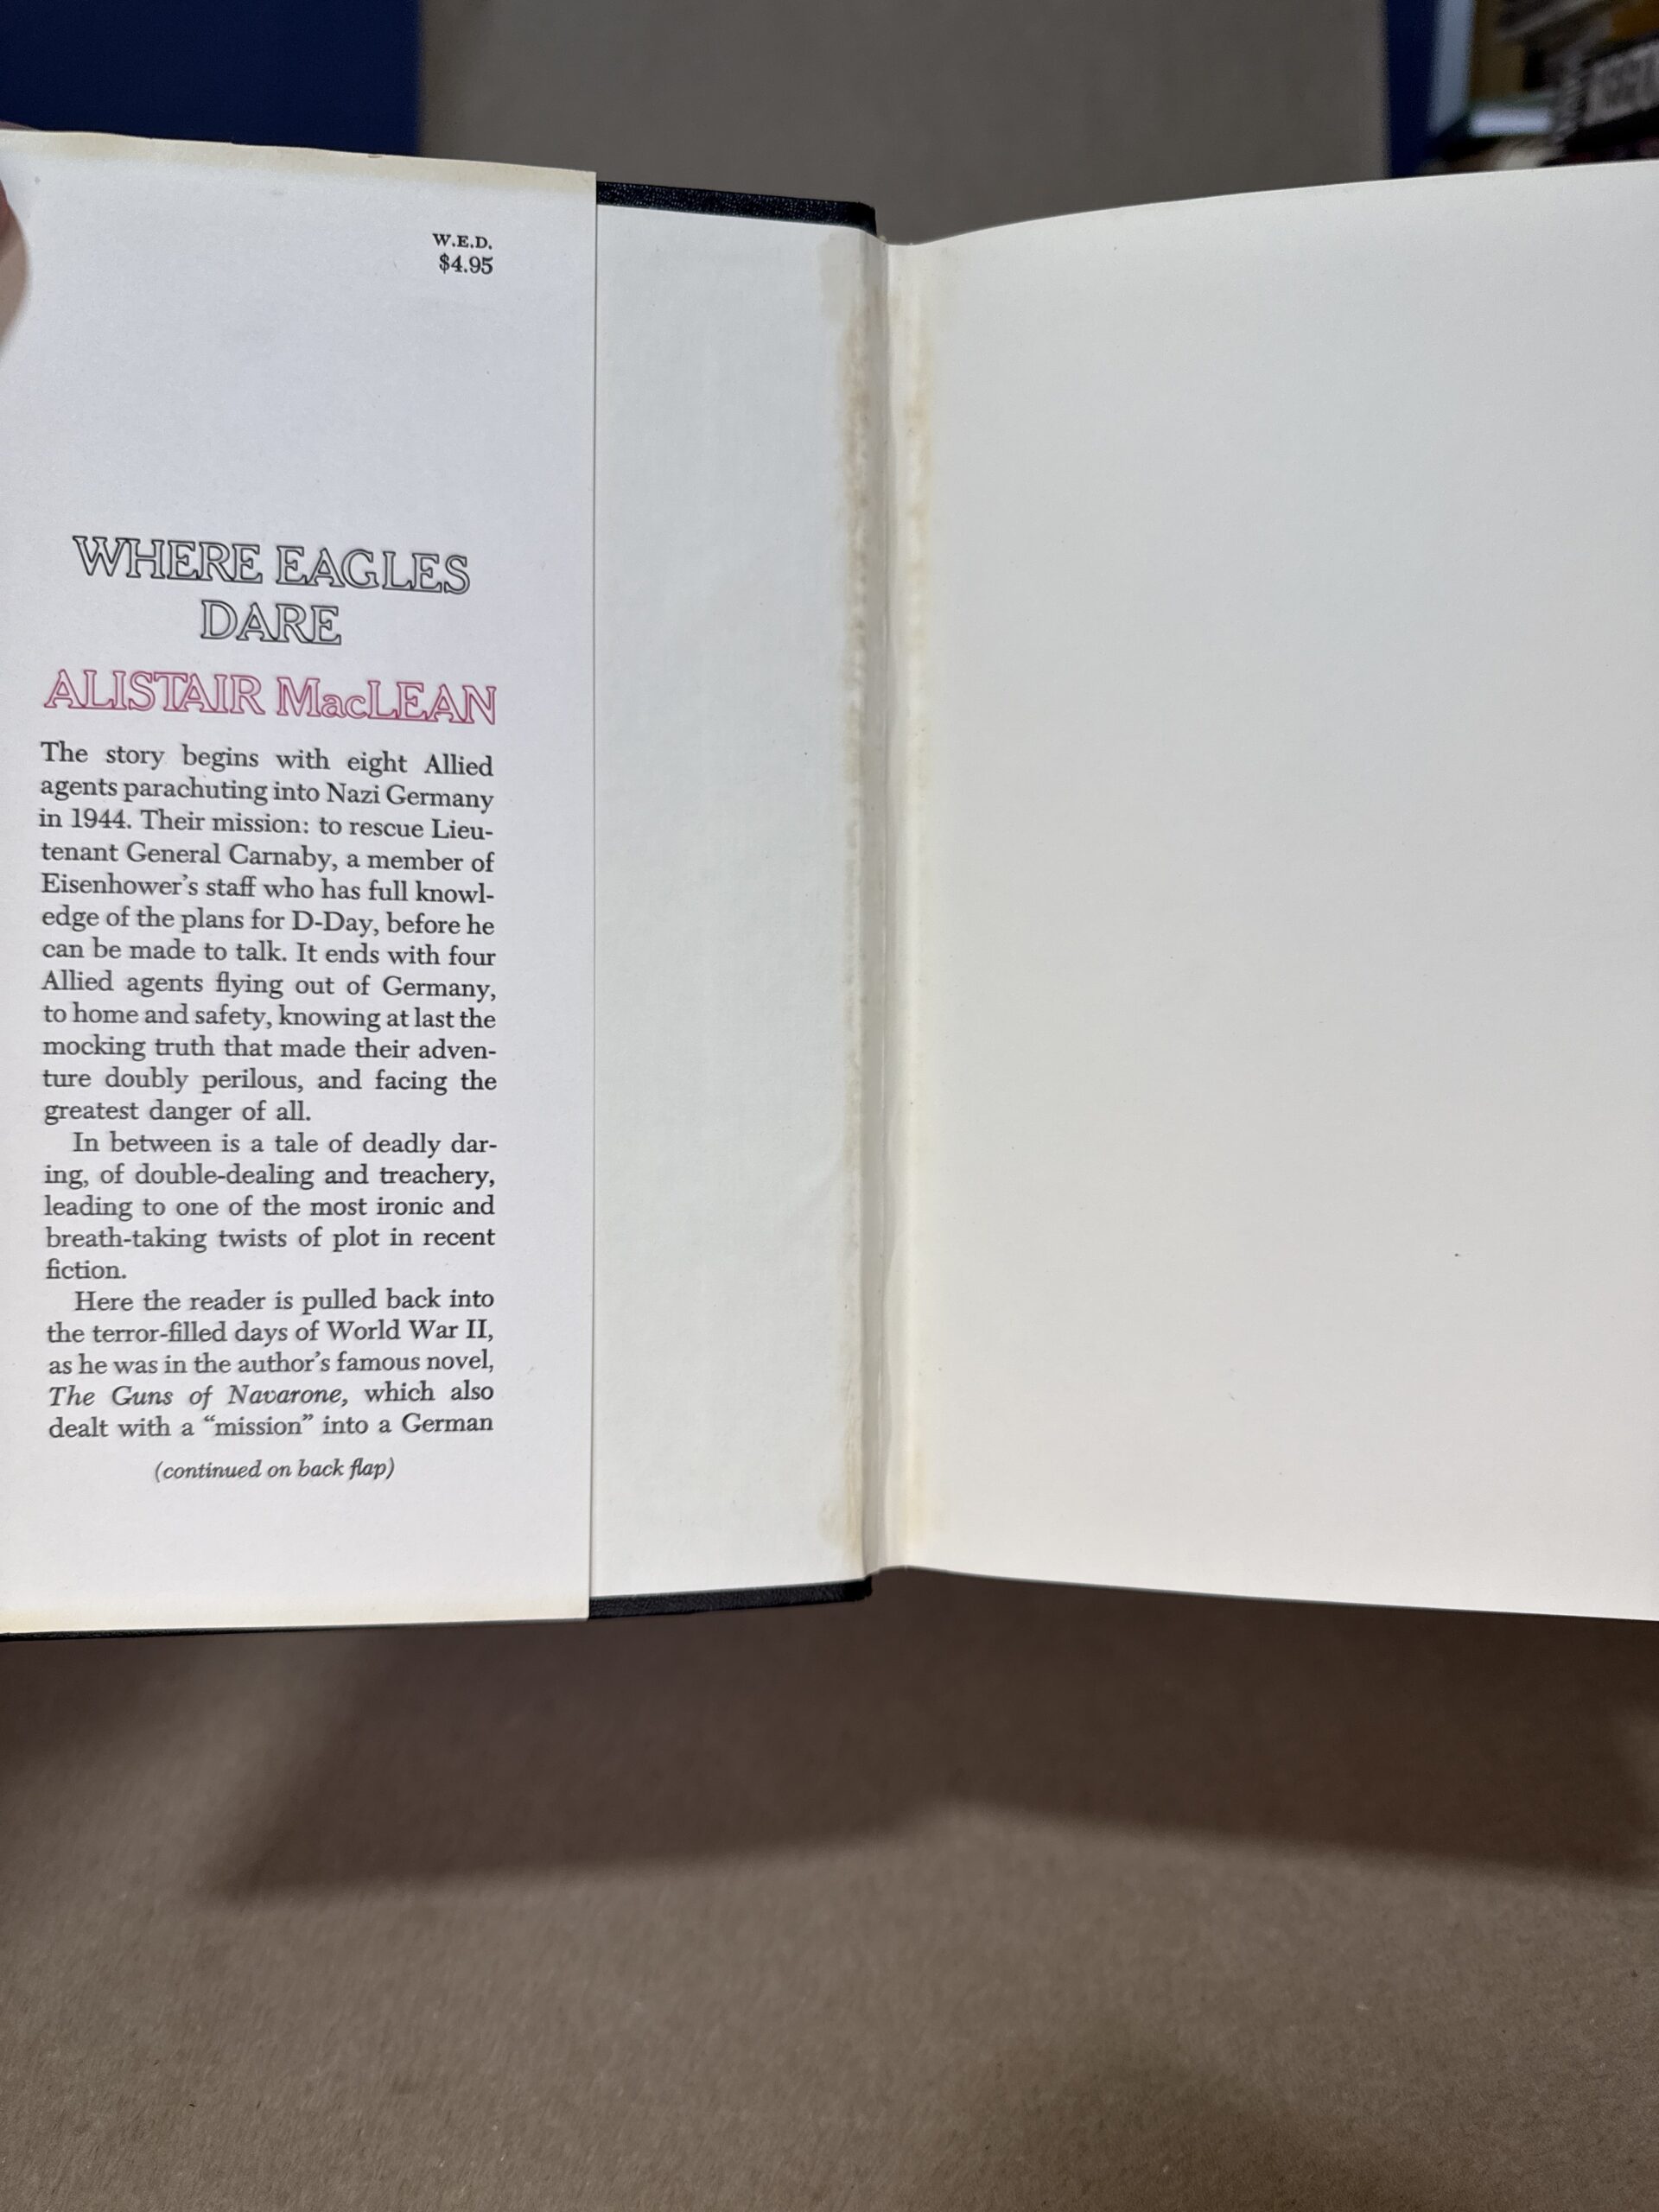 W.E.D.
$4.95
WHERE EAGLES
DARE
ALISTAIR MacLEAN
The story begins with eight Allied
agents parachuting into Nazi Germany
in 1944. Their mission: to rescue Lieu-
tenant General Carnaby, a member of
Eisenhower's staff who has full knowl-
edge of the plans for D-Day, before he
can be made to talk. It ends with four
Allied agents flying out of Germany,
to home and safety, knowing at last the
mocking truth that made their adven-
ture doubly perilous, and facing the
greatest danger of all.
In between is a tale of deadly dar-
ing, of double-dealing and treachery,
leading to one of the most ironic and
breath-taking twists of plot in recent
fiction.
Here the reader is pulled back into
the terror-filled days of World War II,
as he was in the author's famous novel,
The Guns of Navarone, which also
dealt with a “mission” into a German
(continued on back flap)